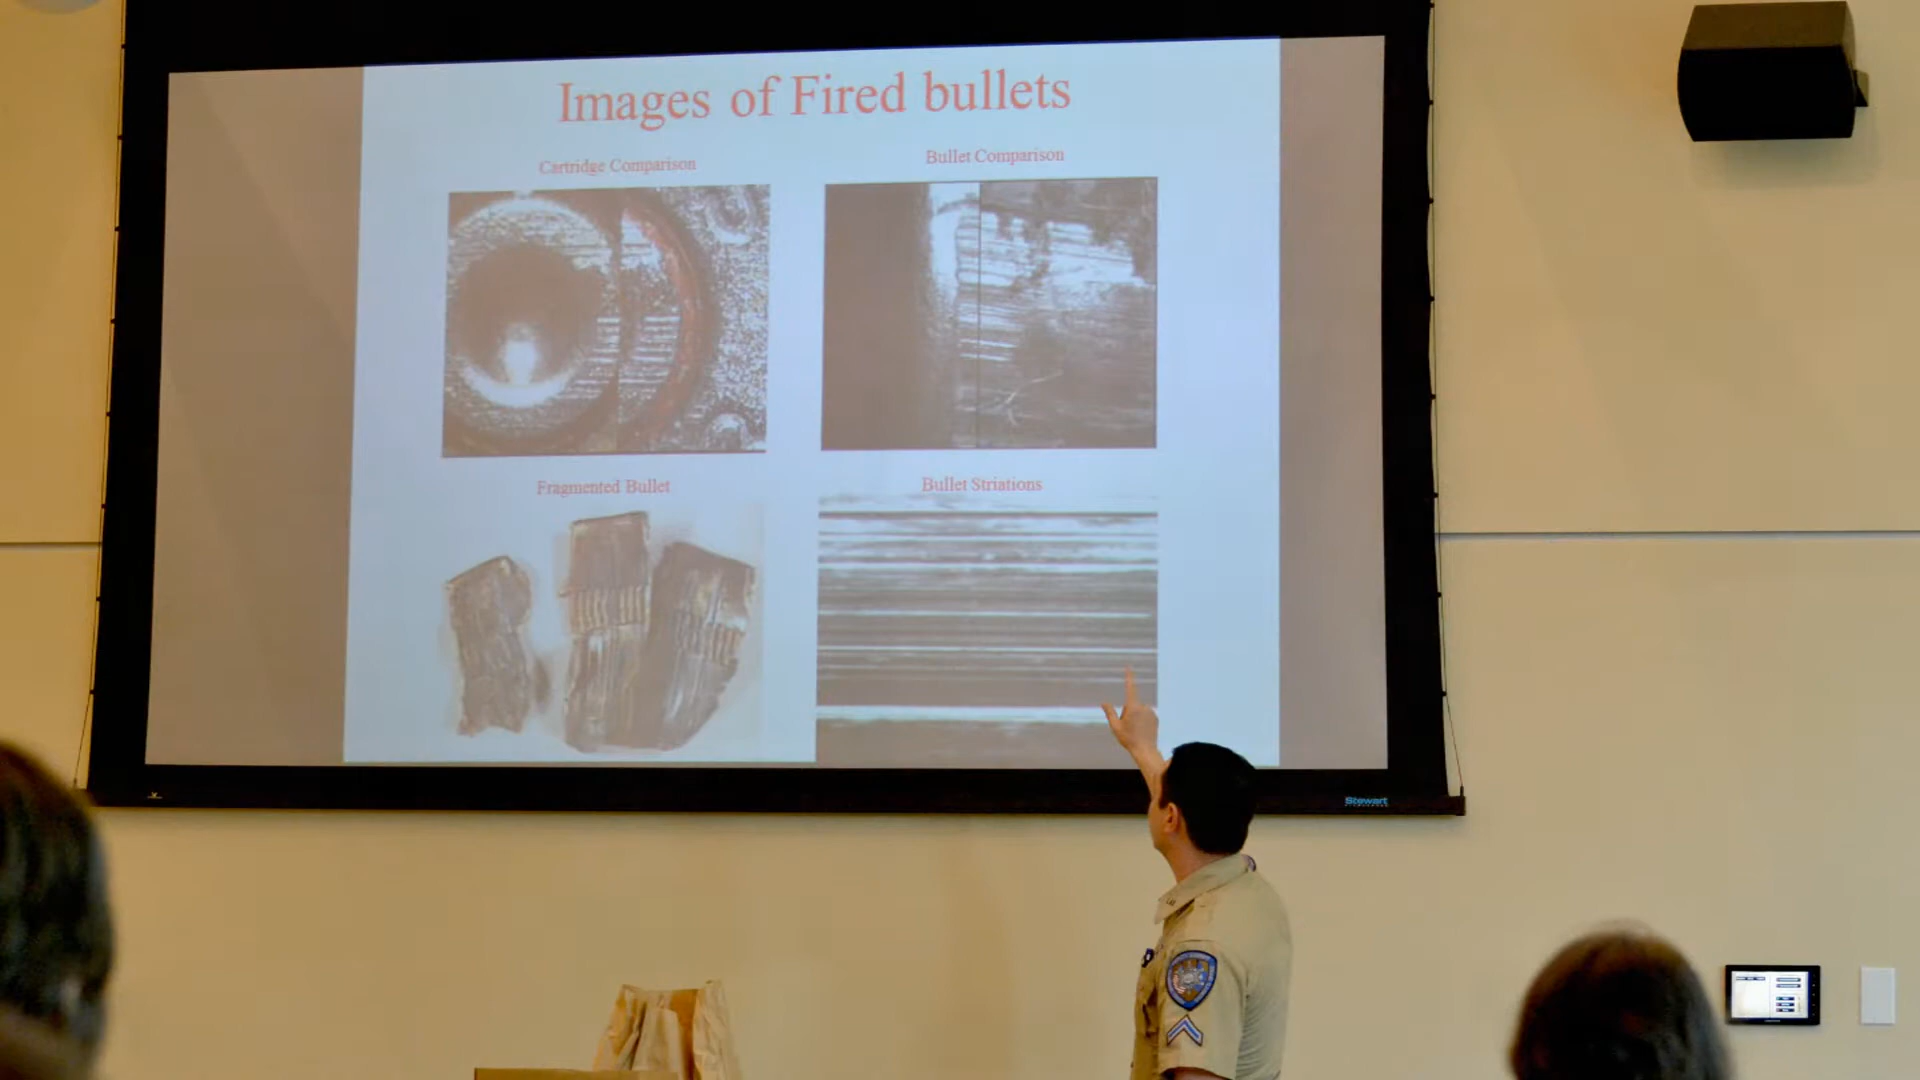 Images of Fired bullets
Cartridge Comparison
Bullet Comparison
Fragmented Bullet
Bullet Striations
Stewart